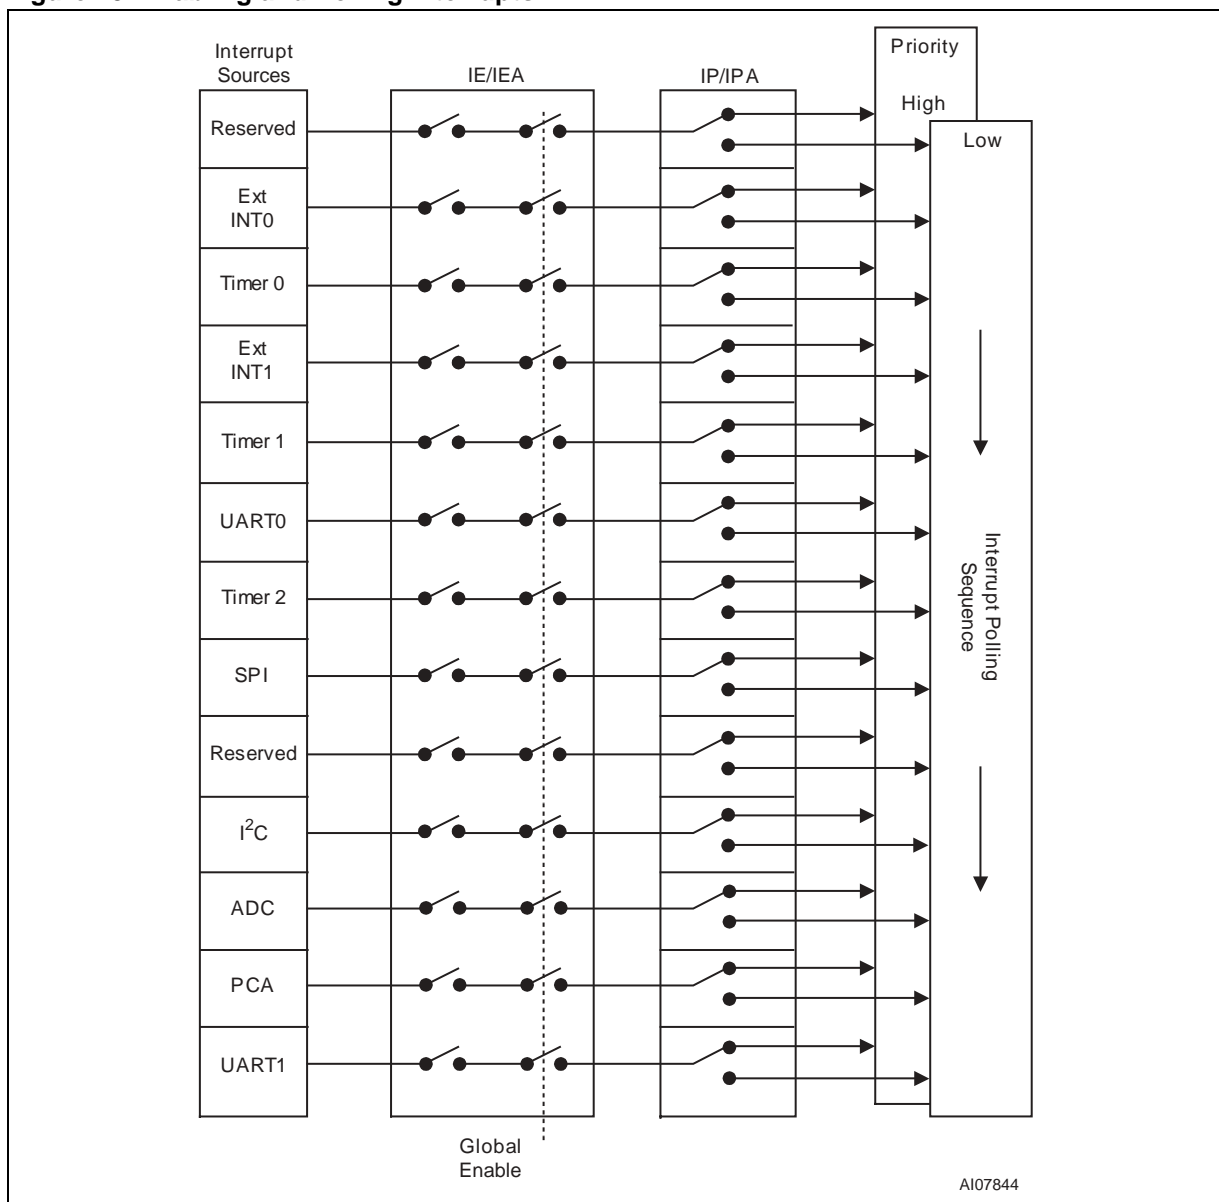 Interrupt
Sources
IE/IEA
IP/IPA
Priority
High
Low
Reserved
Ext
INT0
Timer 0
Ext
INT1
Timer 1
UART0
Timer 2
SPI
Reserved
I²C
ADC
PCA
UART1
Interrupt Polling
Sequence
Global
Enable
AI07844